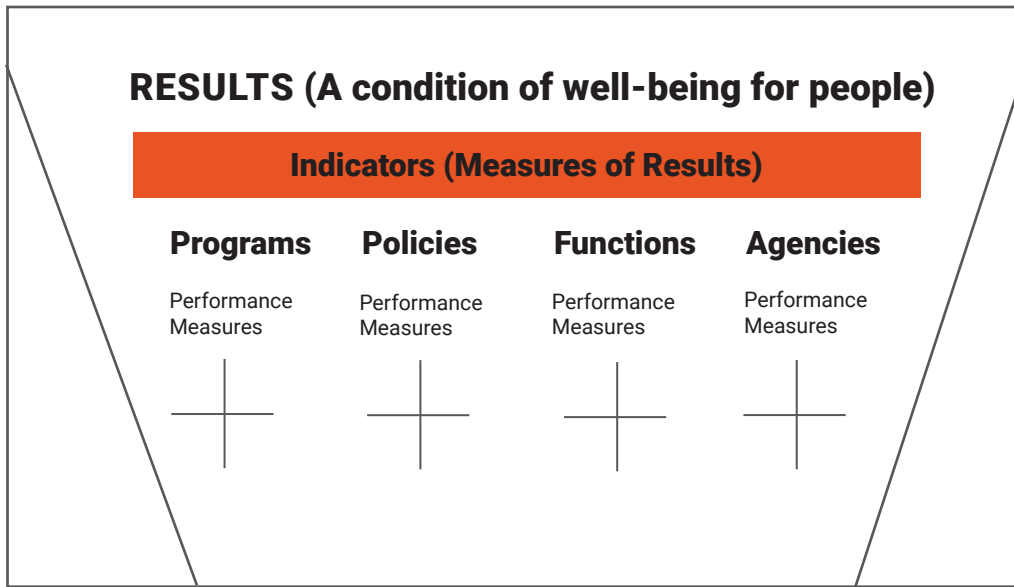 RESULTS (A condition of well-being for people)
Indicators (Measures of Results)
Programs Policies Functions Agencies
Performance Performance Performance Performance
Measures Measures Measures Measures